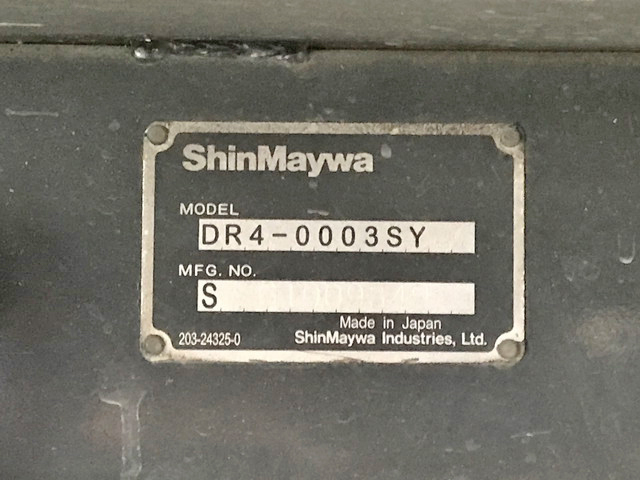 ShinMaywa
MODEL
DR4-0003SY
MFG. NO.
S
Made in Japan
203-24325-0 ShinMaywa Industries, Ltd.